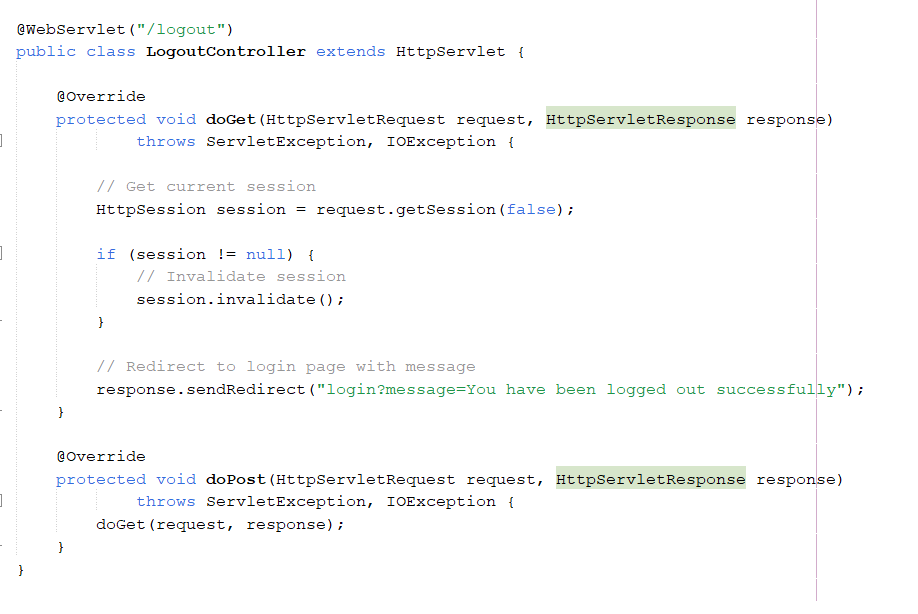 @WebServlet("/logout")
public class LogoutController extends HttpServlet {
@Override
protected void doGet(HttpServletRequest request, HttpServletResponse response)
throws ServletException, IOException {
// Get current session
HttpSession session = request.getSession(false);
if (session != null) {
// Invalidate session
session.invalidate();
}
// Redirect to login page with message
response.sendRedirect("login?message=You have been logged out successfully");
}
@Override
protected void doPost(HttpServletRequest request, HttpServletResponse response)
throws ServletException, IOException {
doGet(request, response);
}
}